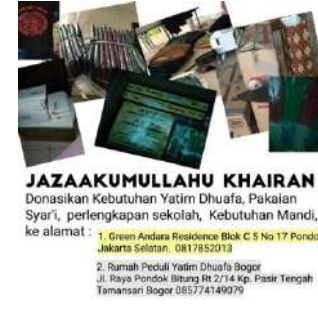 JAZAAKUMULLAHU KHAIRAN
Donasikan Kebutuhan Yatim Dhuafa, Pakaian
Syar'i, perlengkapan sekolah, Kebutuhan Mandi,
ke alamat :
1. Green Andara Residence Blok C 5 No 17 Pondo
Jakarta Selatan. 0817852013
2. Rumah Peduli Yatim Dhuafa Bogor
Jl. Raya Pondok Bitung Rt 2/14 Kp. Pasir Tengah
Tamansari Bogor 085774149079